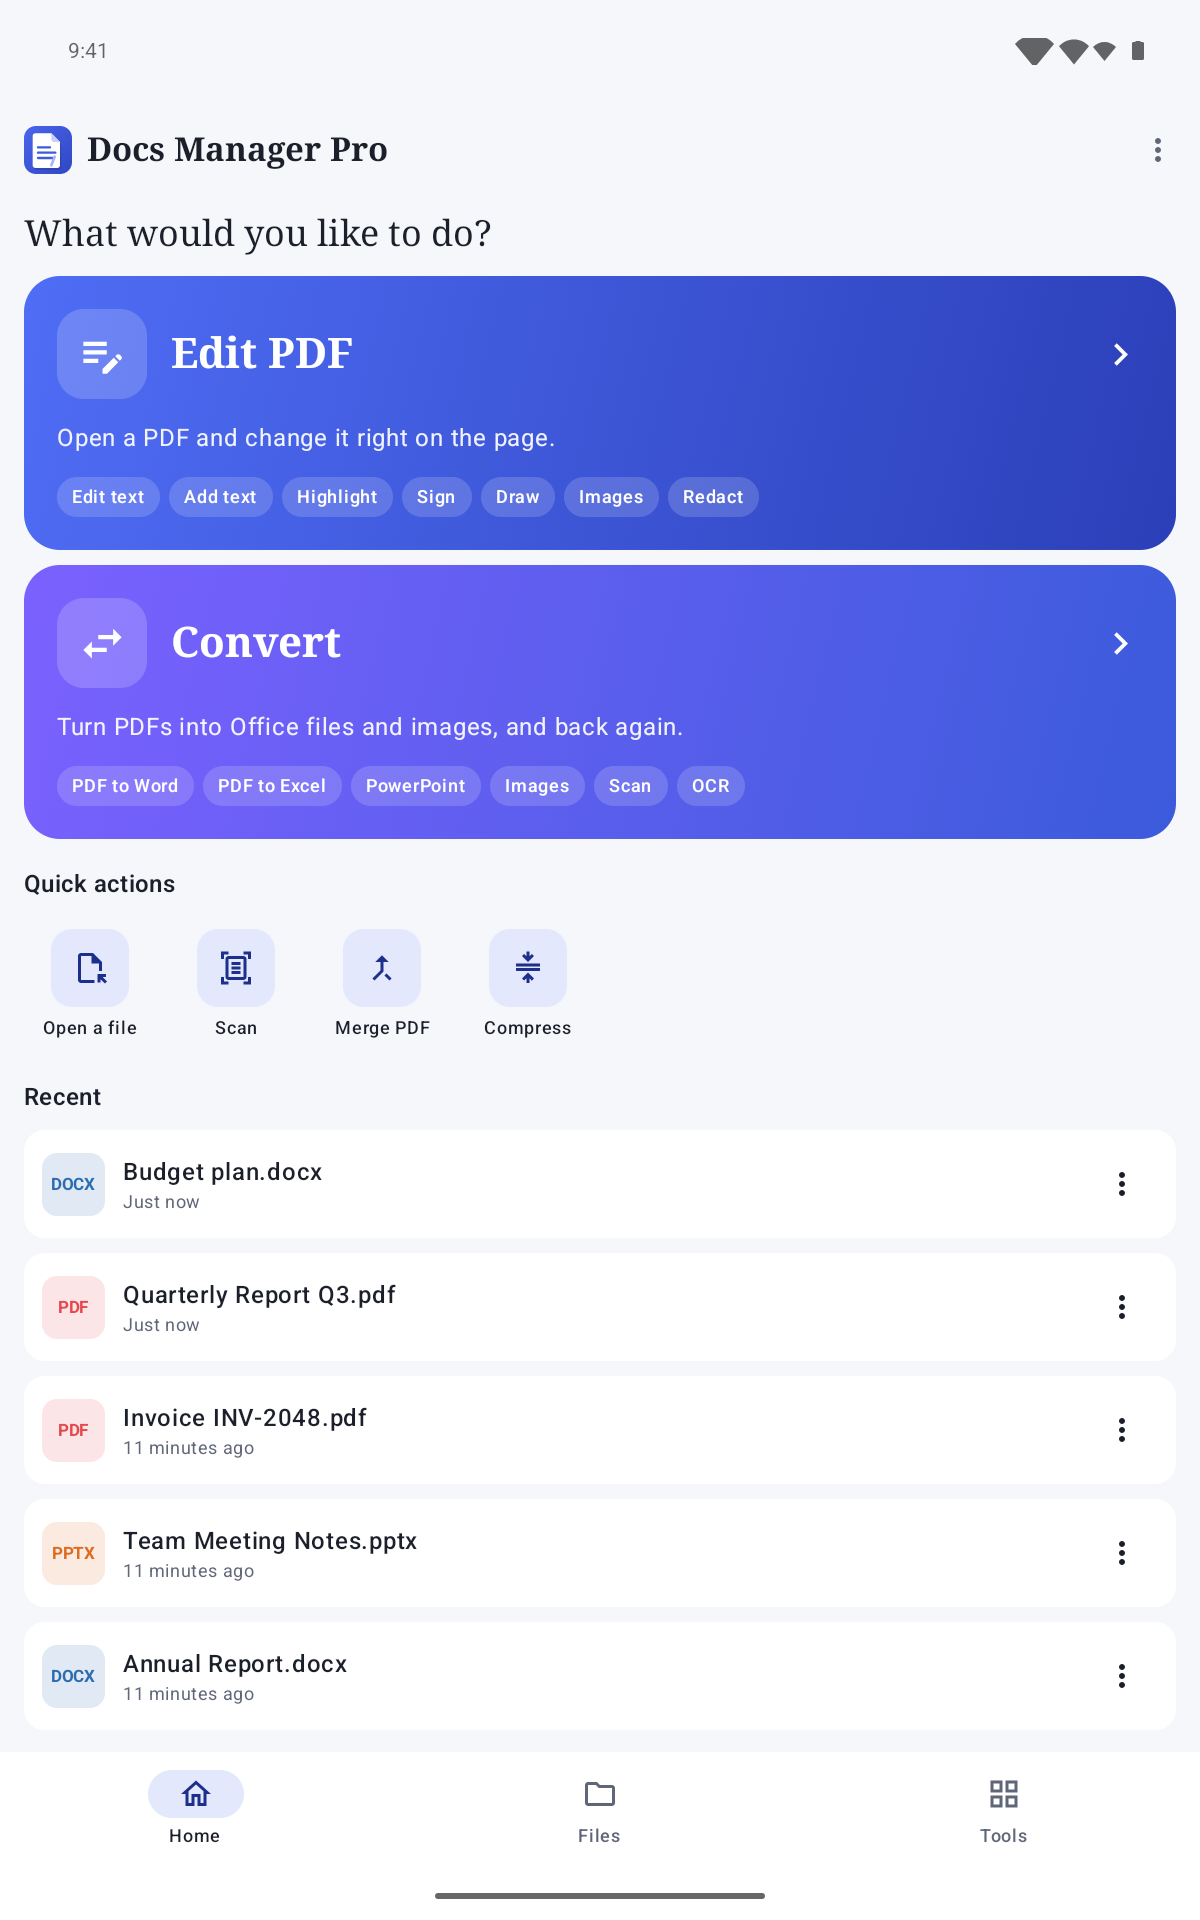 9:41
Docs Manager Pro
What would you like to do?
Edit PDF
Open a PDF and change it right on the page.
Edit text Add text Highlight Sign Draw Images Redact
Convert
Turn PDFs into Office files and images, and back again.
PDF to Word PDF to Excel PowerPoint Images Scan OCR
Quick actions
Open a file Scan Merge PDF Compress
Recent
DOCX Budget plan.docx
Just now
PDF Quarterly Report Q3.pdf
Just now
PDF Invoice INV-2048.pdf
11 minutes ago
PPTX Team Meeting Notes.pptx
11 minutes ago
DOCX Annual Report.docx
11 minutes ago
Home Files Tools